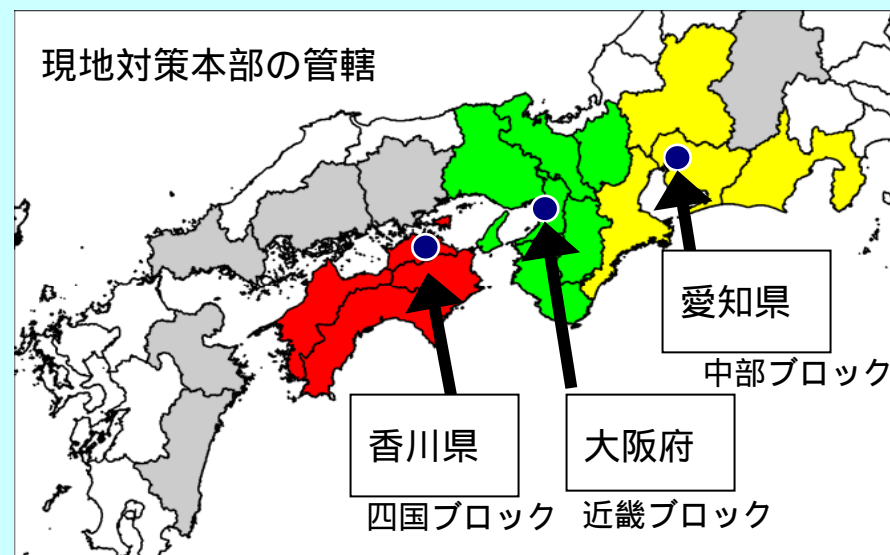 現地対策本部の管轄
愛知県
中部ブロック
香川県
四国ブロック
大阪府
近畿ブロック